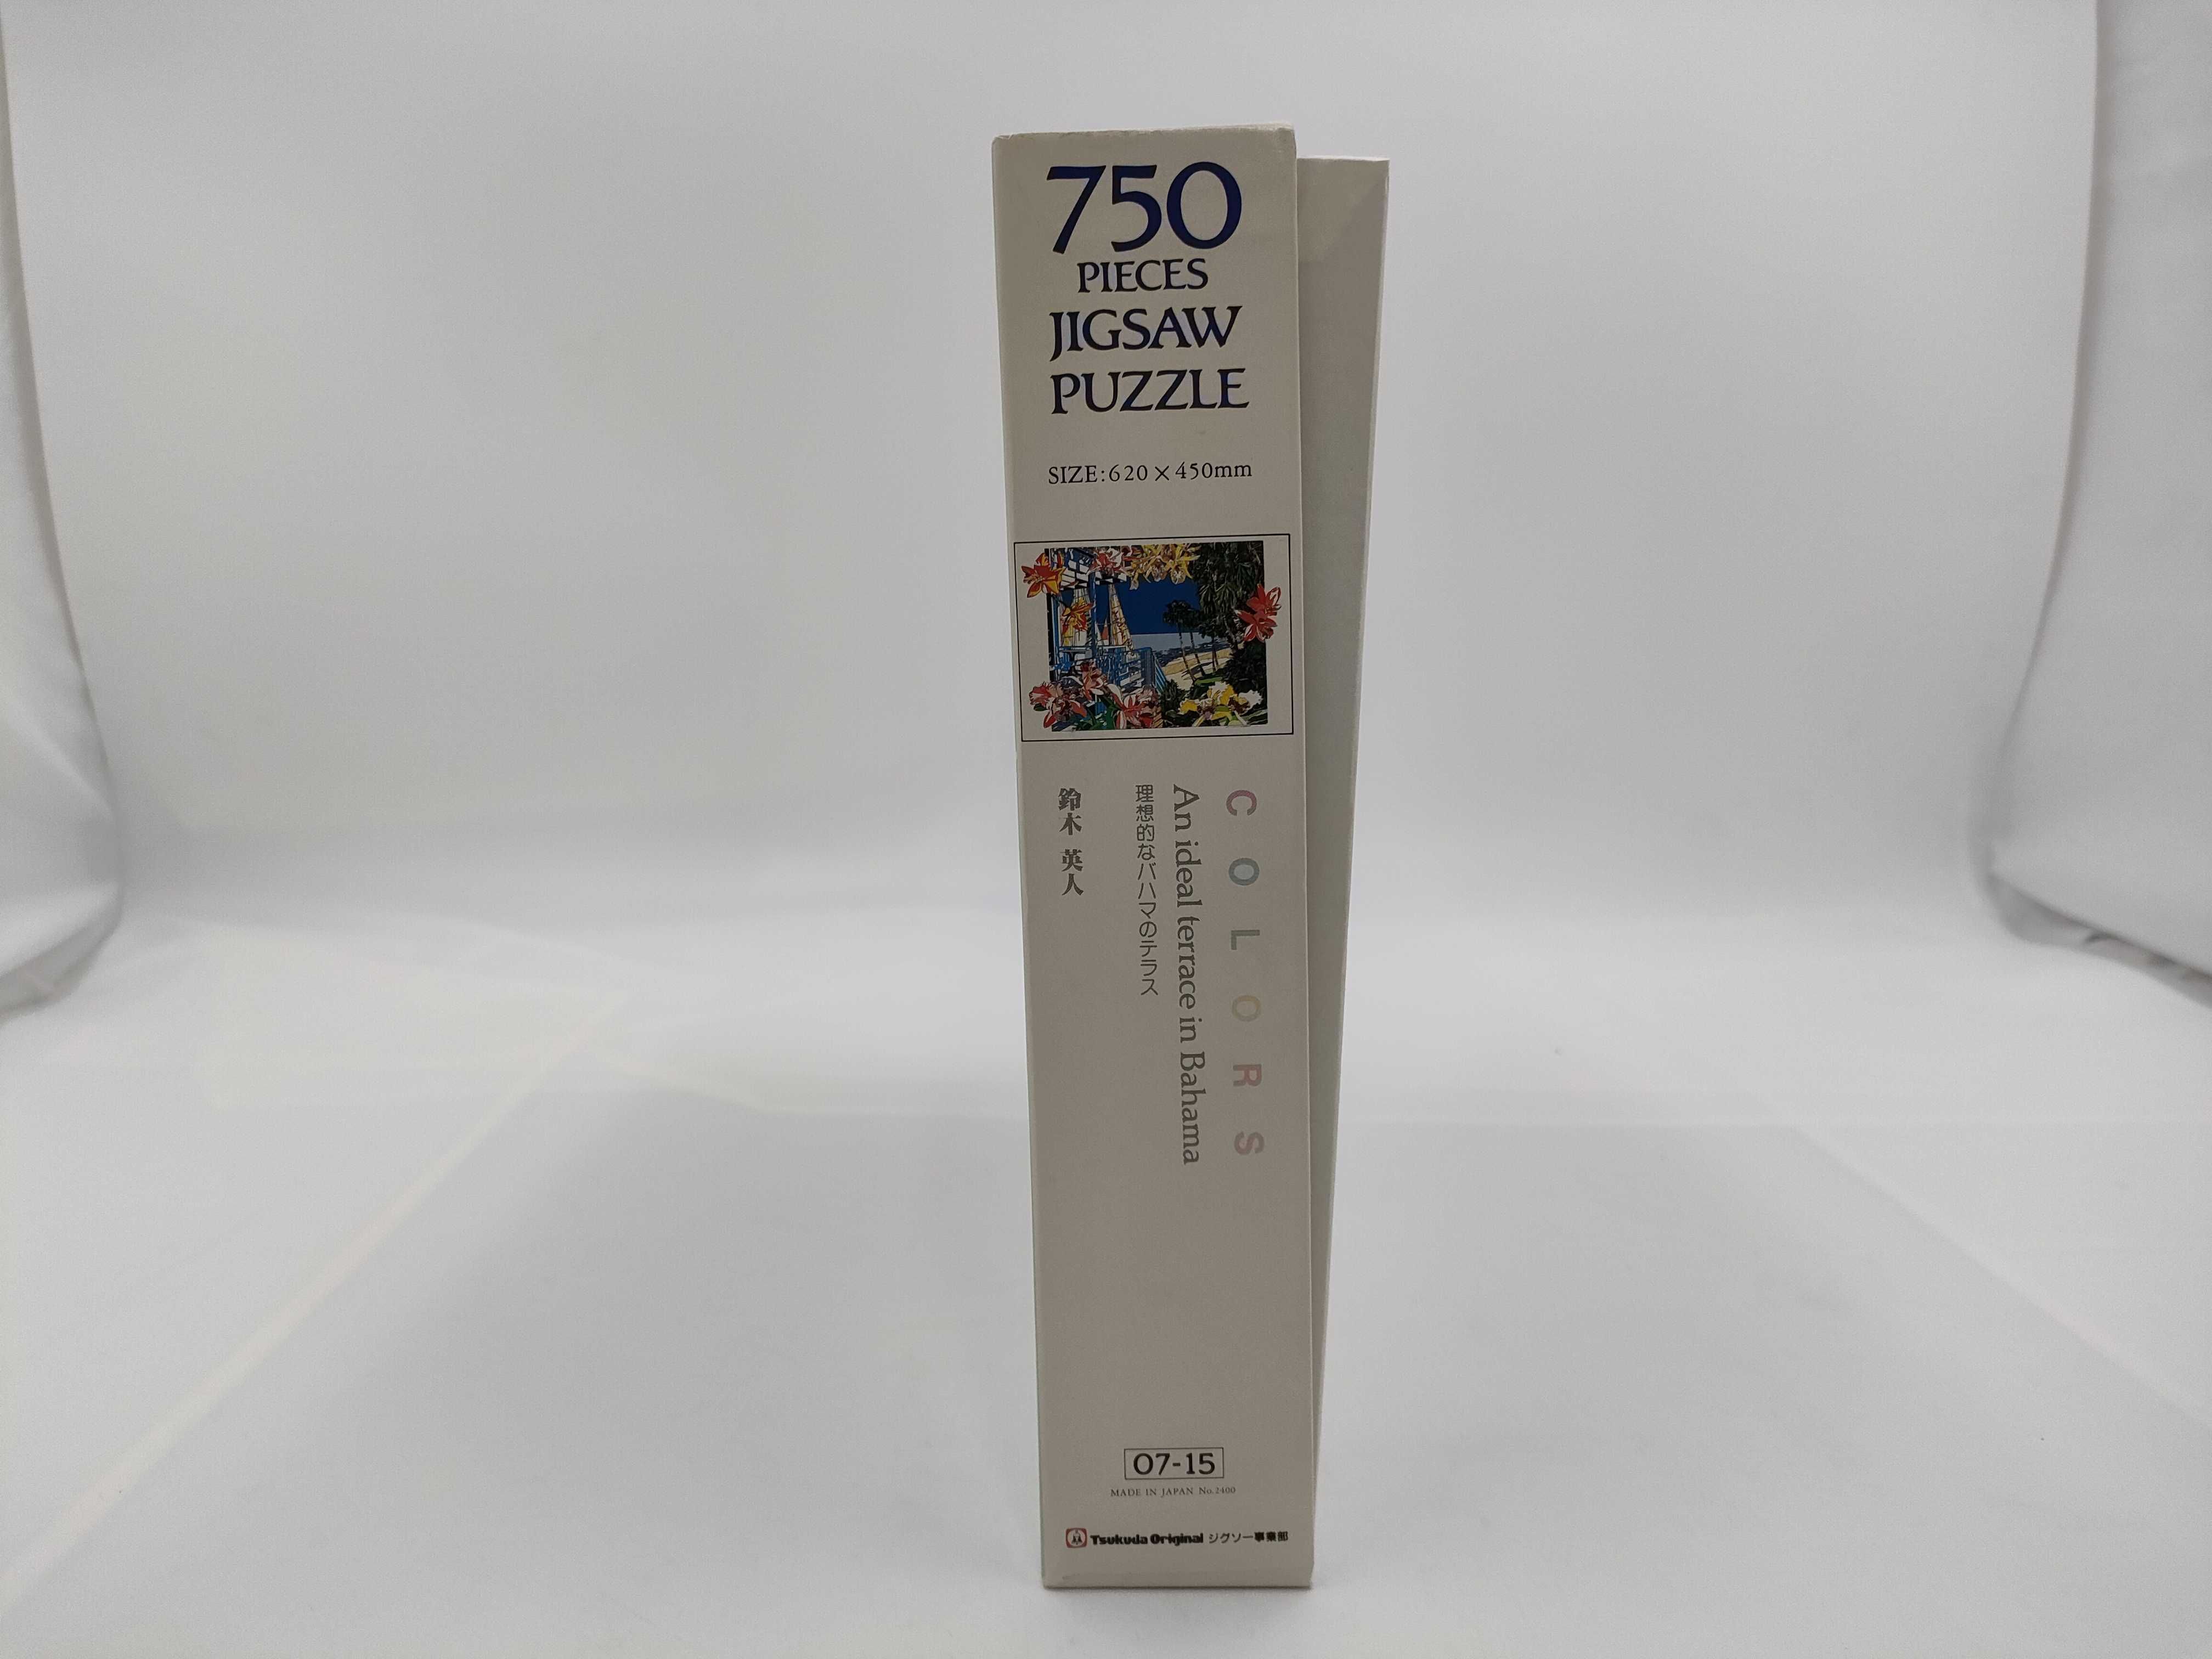 750
PIECES
JIGSAW
PUZZLE
SIZE:620×450mm
COLORS
An ideal terrace in Bahama
理想的なバハマのテラス
鈴木 英人
07-15
MADE IN JAPAN No.2400
Tsukuda Original ジグソー事業部